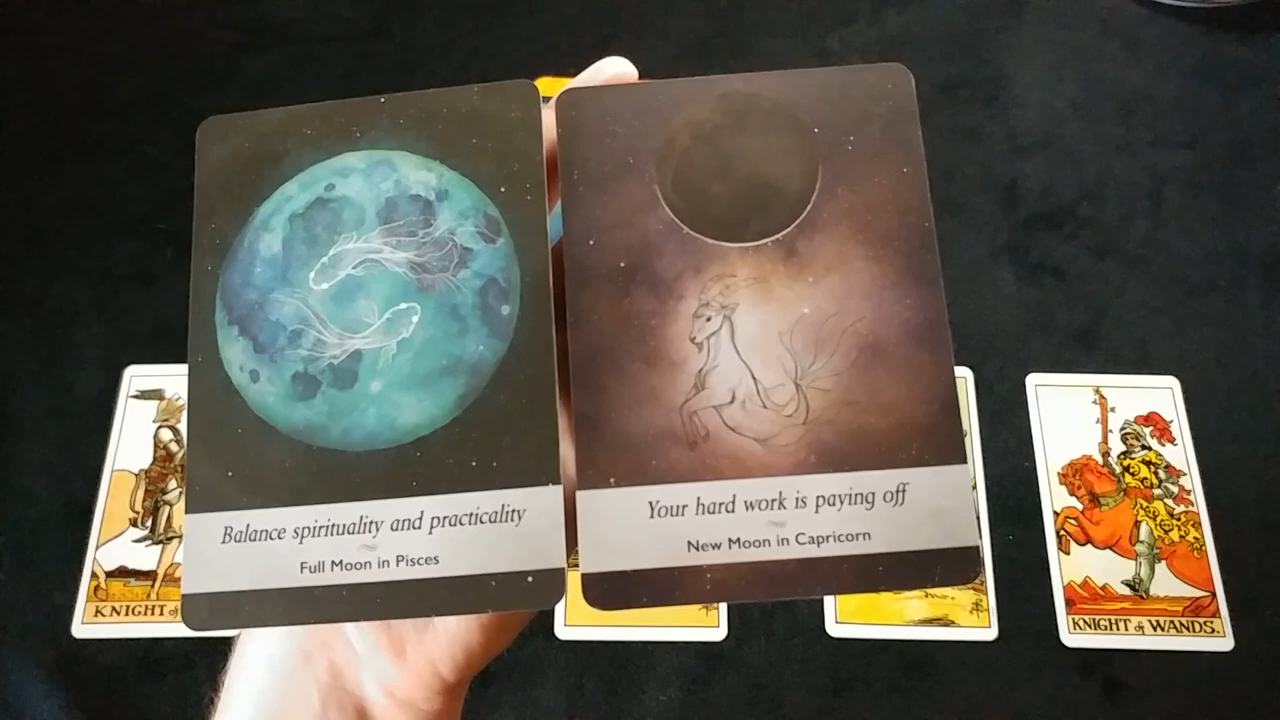 Balance spirituality and practicality
Full Moon in Pisces
Your hard work is paying off
New Moon in Capricorn
KNIGHT of
KNIGHT of WANDS.